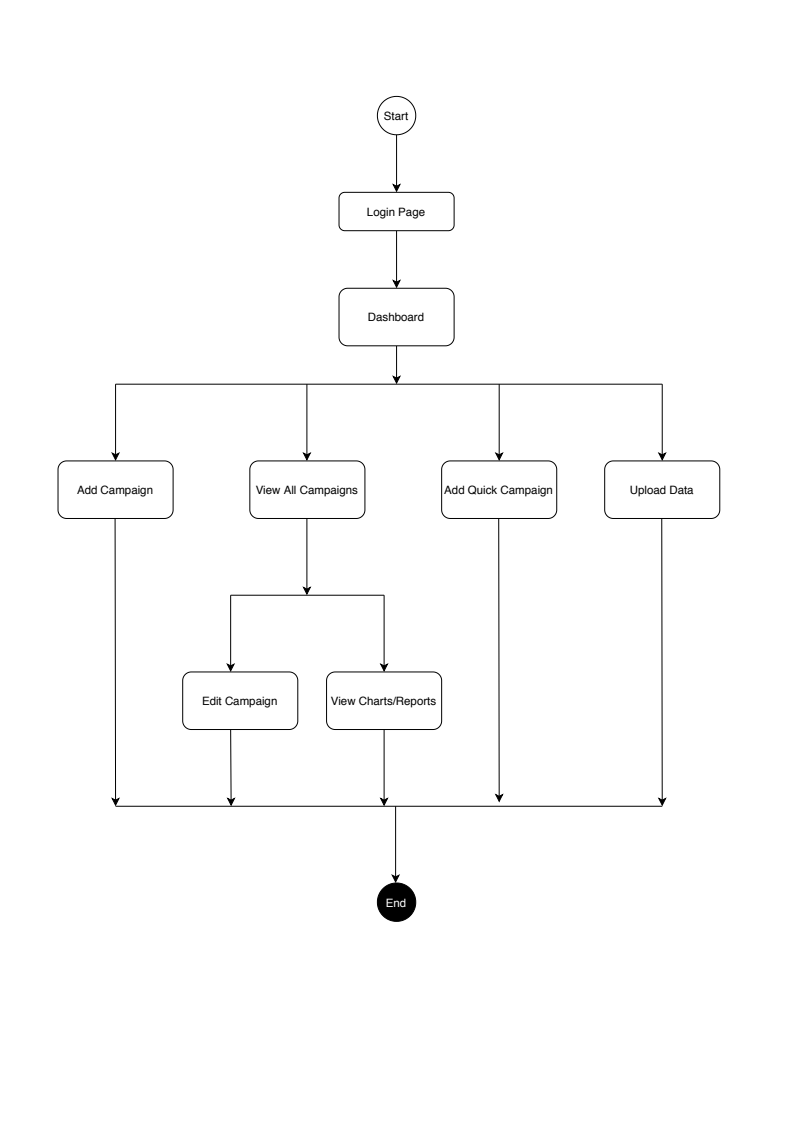 Start
Login Page
Dashboard
Add Campaign
View All Campaigns
Add Quick Campaign
Upload Data
Edit Campaign
View Charts/Reports
End